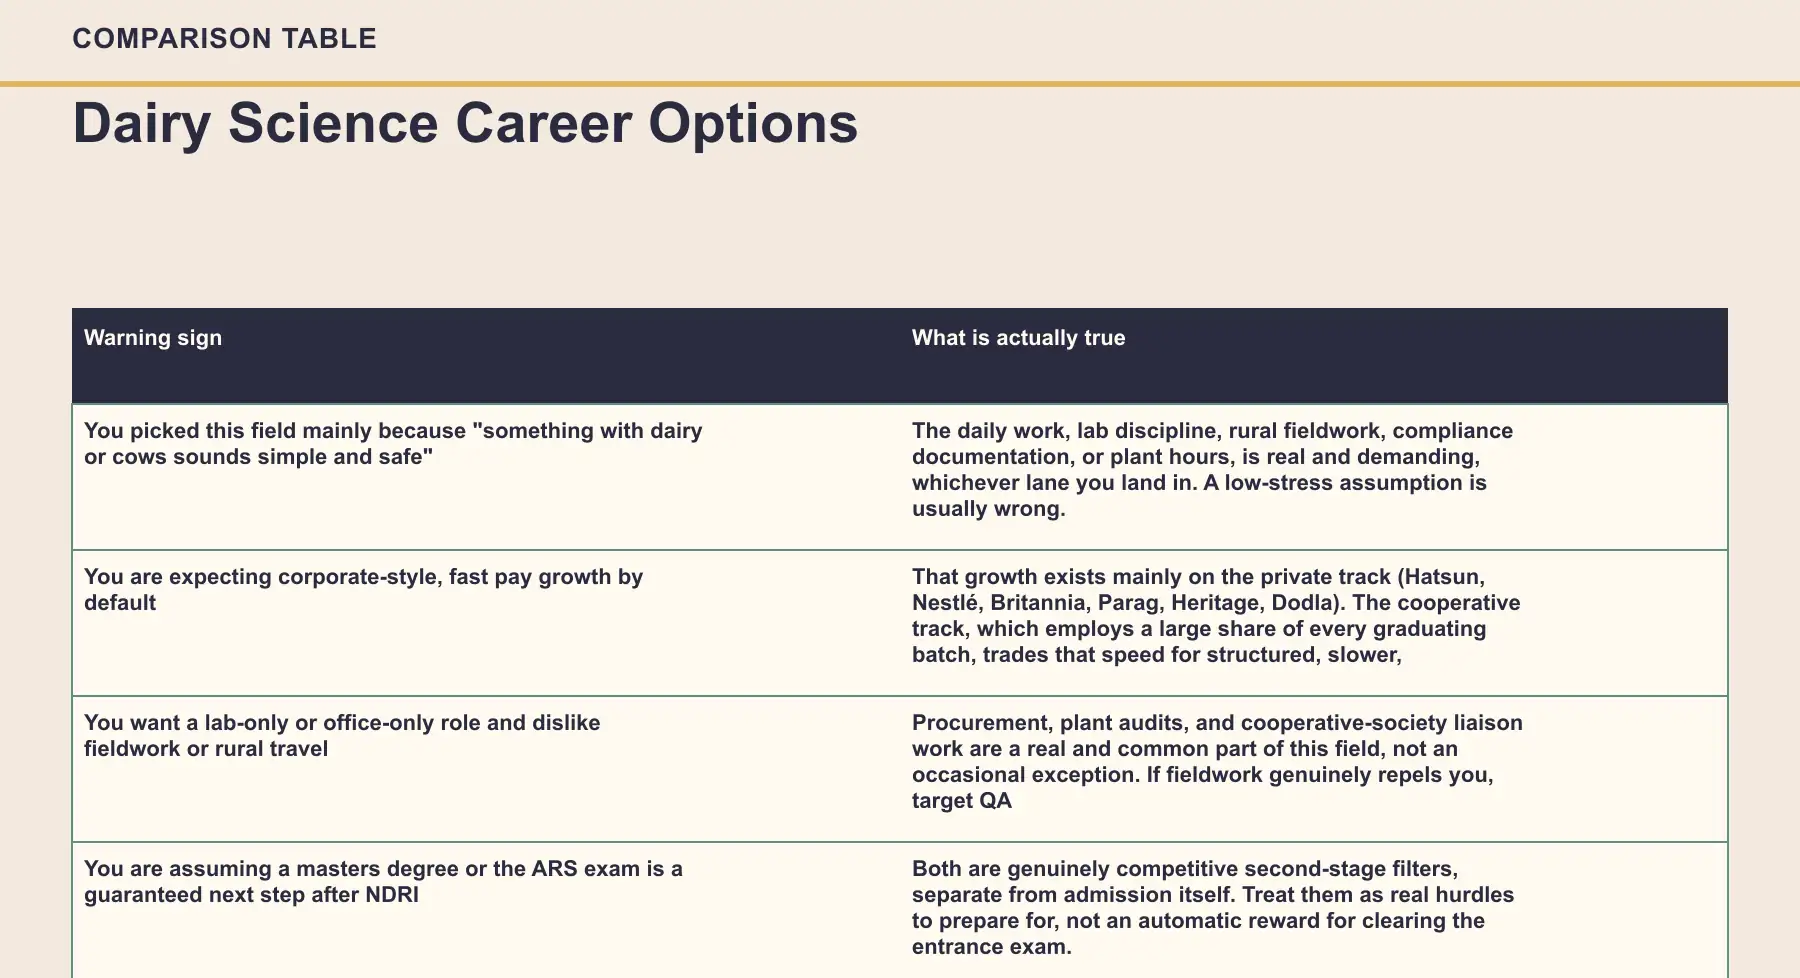 COMPARISON TABLE
Dairy Science Career Options
Warning sign
What is actually true
You picked this field mainly because "something with dairy
or cows sounds simple and safe"
The daily work, lab discipline, rural fieldwork, compliance
documentation, or plant hours, is real and demanding,
whichever lane you land in. A low-stress assumption is
usually wrong.
You are expecting corporate-style, fast pay growth by
default
That growth exists mainly on the private track (Hatsun,
Nestlé, Britannia, Parag, Heritage, Dodla). The cooperative
track, which employs a large share of every graduating
batch, trades that speed for structured, slower,
You want a lab-only or office-only role and dislike
fieldwork or rural travel
Procurement, plant audits, and cooperative-society liaison
work are a real and common part of this field, not an
occasional exception. If fieldwork genuinely repels you,
target QA
You are assuming a masters degree or the ARS exam is a
guaranteed next step after NDRI
Both are genuinely competitive second-stage filters,
separate from admission itself. Treat them as real hurdles
to prepare for, not an automatic reward for clearing the
entrance exam.